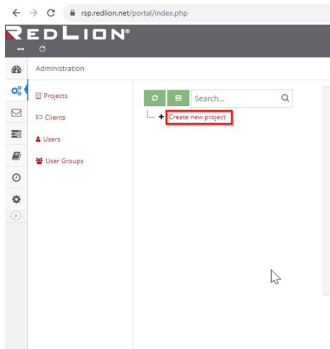 rsp.redlion.net/portal/index.php
REDLION®
Administration
Projects
Clients
Users
User Groups
Search...
Create new project